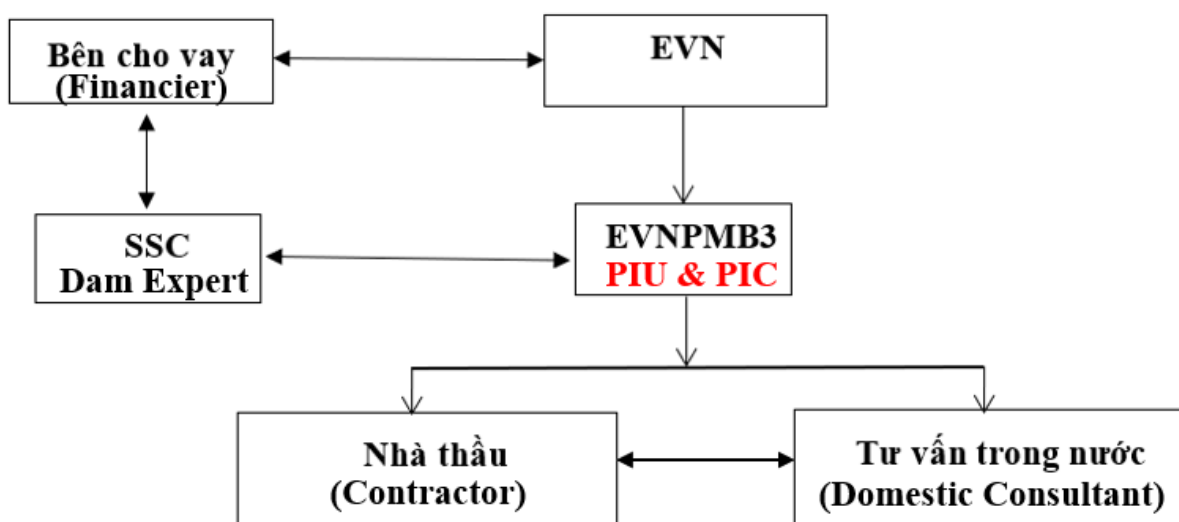 Bên cho vay
(Financier)
EVN
SSC
Dam Expert
EVNPMB3
PIU & PIC
Nhà thầu
(Contractor)
Tư vấn trong nước
(Domestic Consultant)